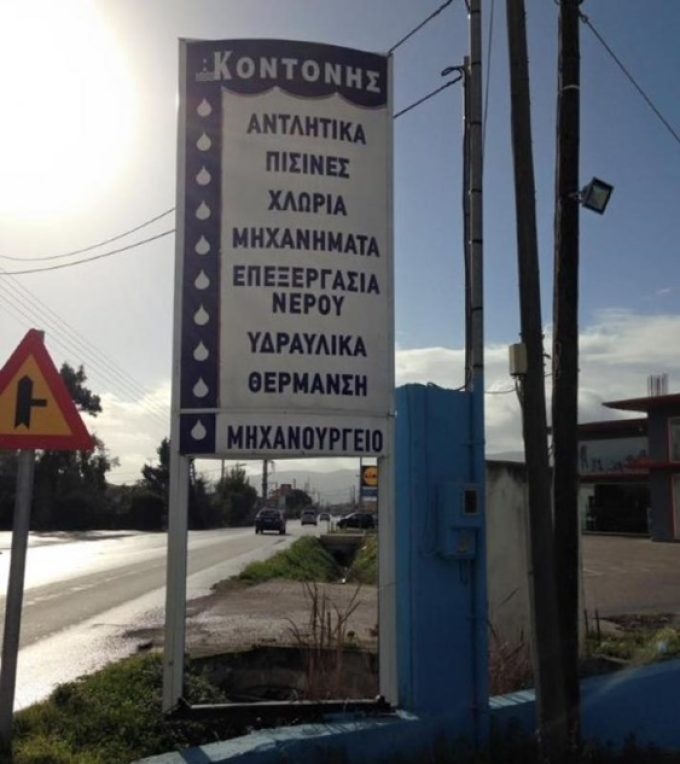 ΚΟΝΤΟΝΗΣ
ΑΝΤΛΗΤΙΚΑ
ΠΙΣΙΝΕΣ
ΧΛΩΡΙΑ
ΜΗΧΑΝΗΜΑΤΑ
ΕΠΕΞΕΡΓΑΣΙΑ
ΝΕΡΟΥ
ΥΔΡΑΥΛΙΚΑ
ΘΕΡΜΑΝΣΗ
ΜΗΧΑΝΟΥΡΓΕΙΟ